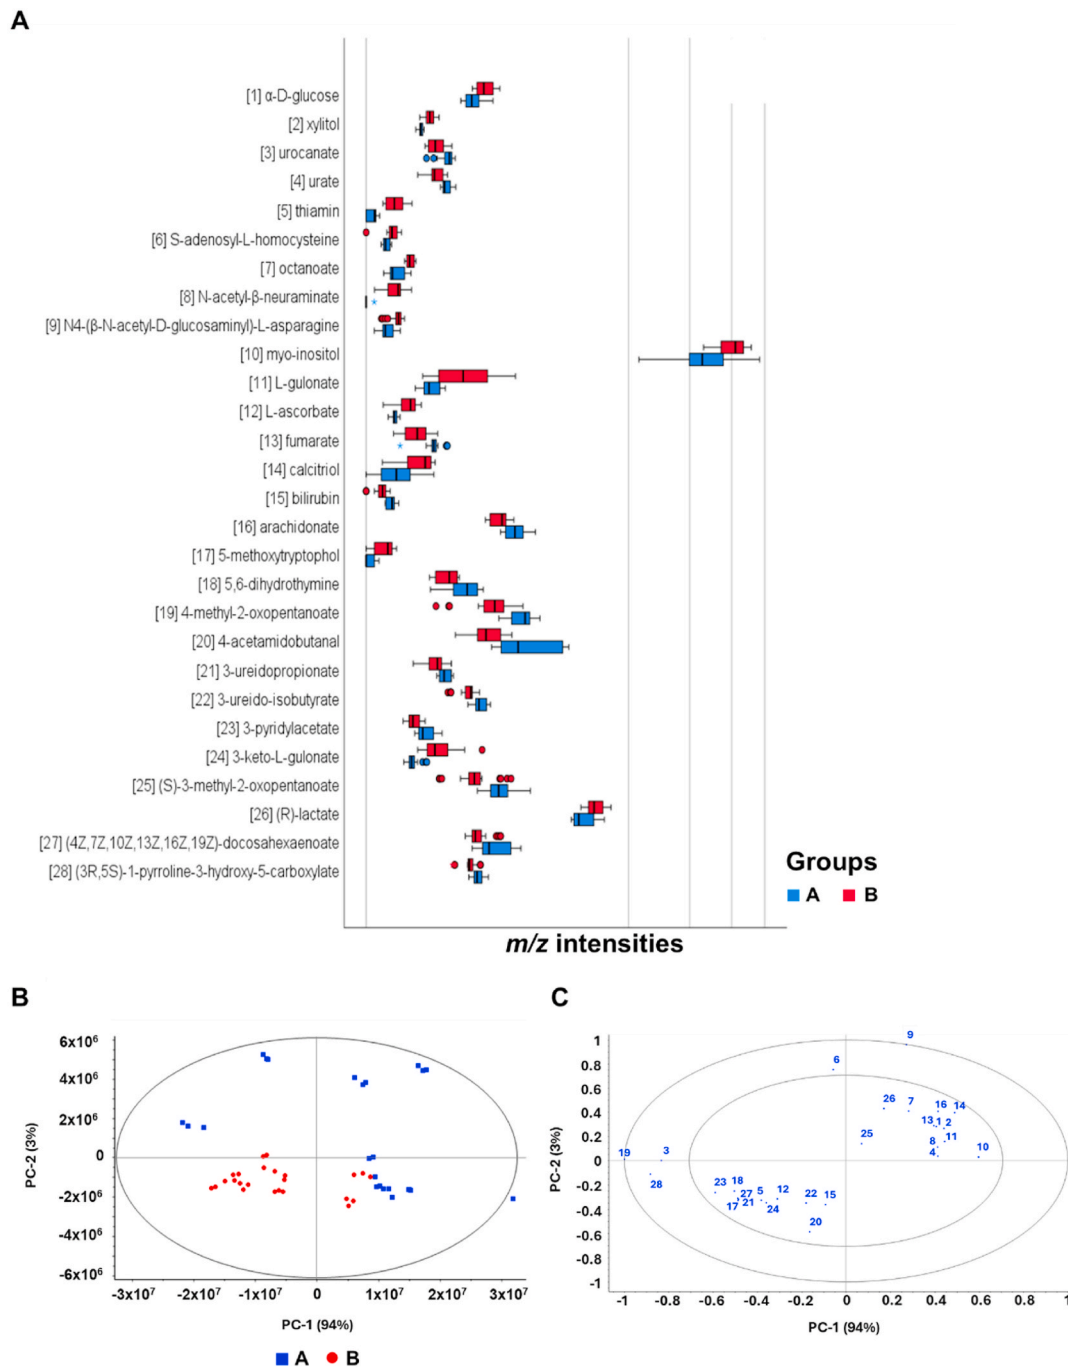 A
[1] α-D-glucose
[2] xylitol
[3] urocanate
[4] urate
[5] thiamin
[6] S-adenosyl-L-homocysteine
[7] octanoate
[8] N-acetyl-β-neuraminate
[9] N4-(β-N-acetyl-D-glucosaminyl)-L-asparagine
[10] myo-inositol
[11] L-gulonate
[12] L-ascorbate
[13] fumarate
[14] calcitriol
[15] bilirubin
[16] arachidonate
[17] 5-methoxytryptophol
[18] 5,6-dihydrothymine
[19] 4-methyl-2-oxopentanoate
[20] 4-acetamidobutanal
[21] 3-ureidopropionate
[22] 3-ureido-isobutyrate
[23] 3-pyridylacetate
[24] 3-keto-L-gulonate
[25] (S)-3-methyl-2-oxopentanoate
[26] (R)-lactate
[27] (4Z,7Z,10Z,13Z,16Z,19Z)-docosahexaenoate
[28] (3R,5S)-1-pyrroline-3-hydroxy-5-carboxylate
Groups
A B
m/z intensities
B
PC-2 (3%)
6x10⁶
4x10⁶
2x10⁶
0
-2x10⁶
-4x10⁶
-6x10⁶
-3x10⁷ -2x10⁷ -1x10⁷ 0 1x10⁷ 2x10⁷ 3x10⁷
PC-1 (94%)
A B
C
PC-2 (3%)
1
0.8
0.6
0.4
0.2
0
-0.2
-0.4
-0.6
-0.8
-1
9
6
26 7 16 14
13 1 2
25 8 11
4 10
19 3
28
23 18 27 5 12 22 15
17 21 24
20
-1 -0.8 -0.6 -0.4 -0.2 0 0.2 0.4 0.6 0.8 1
PC-1 (94%)